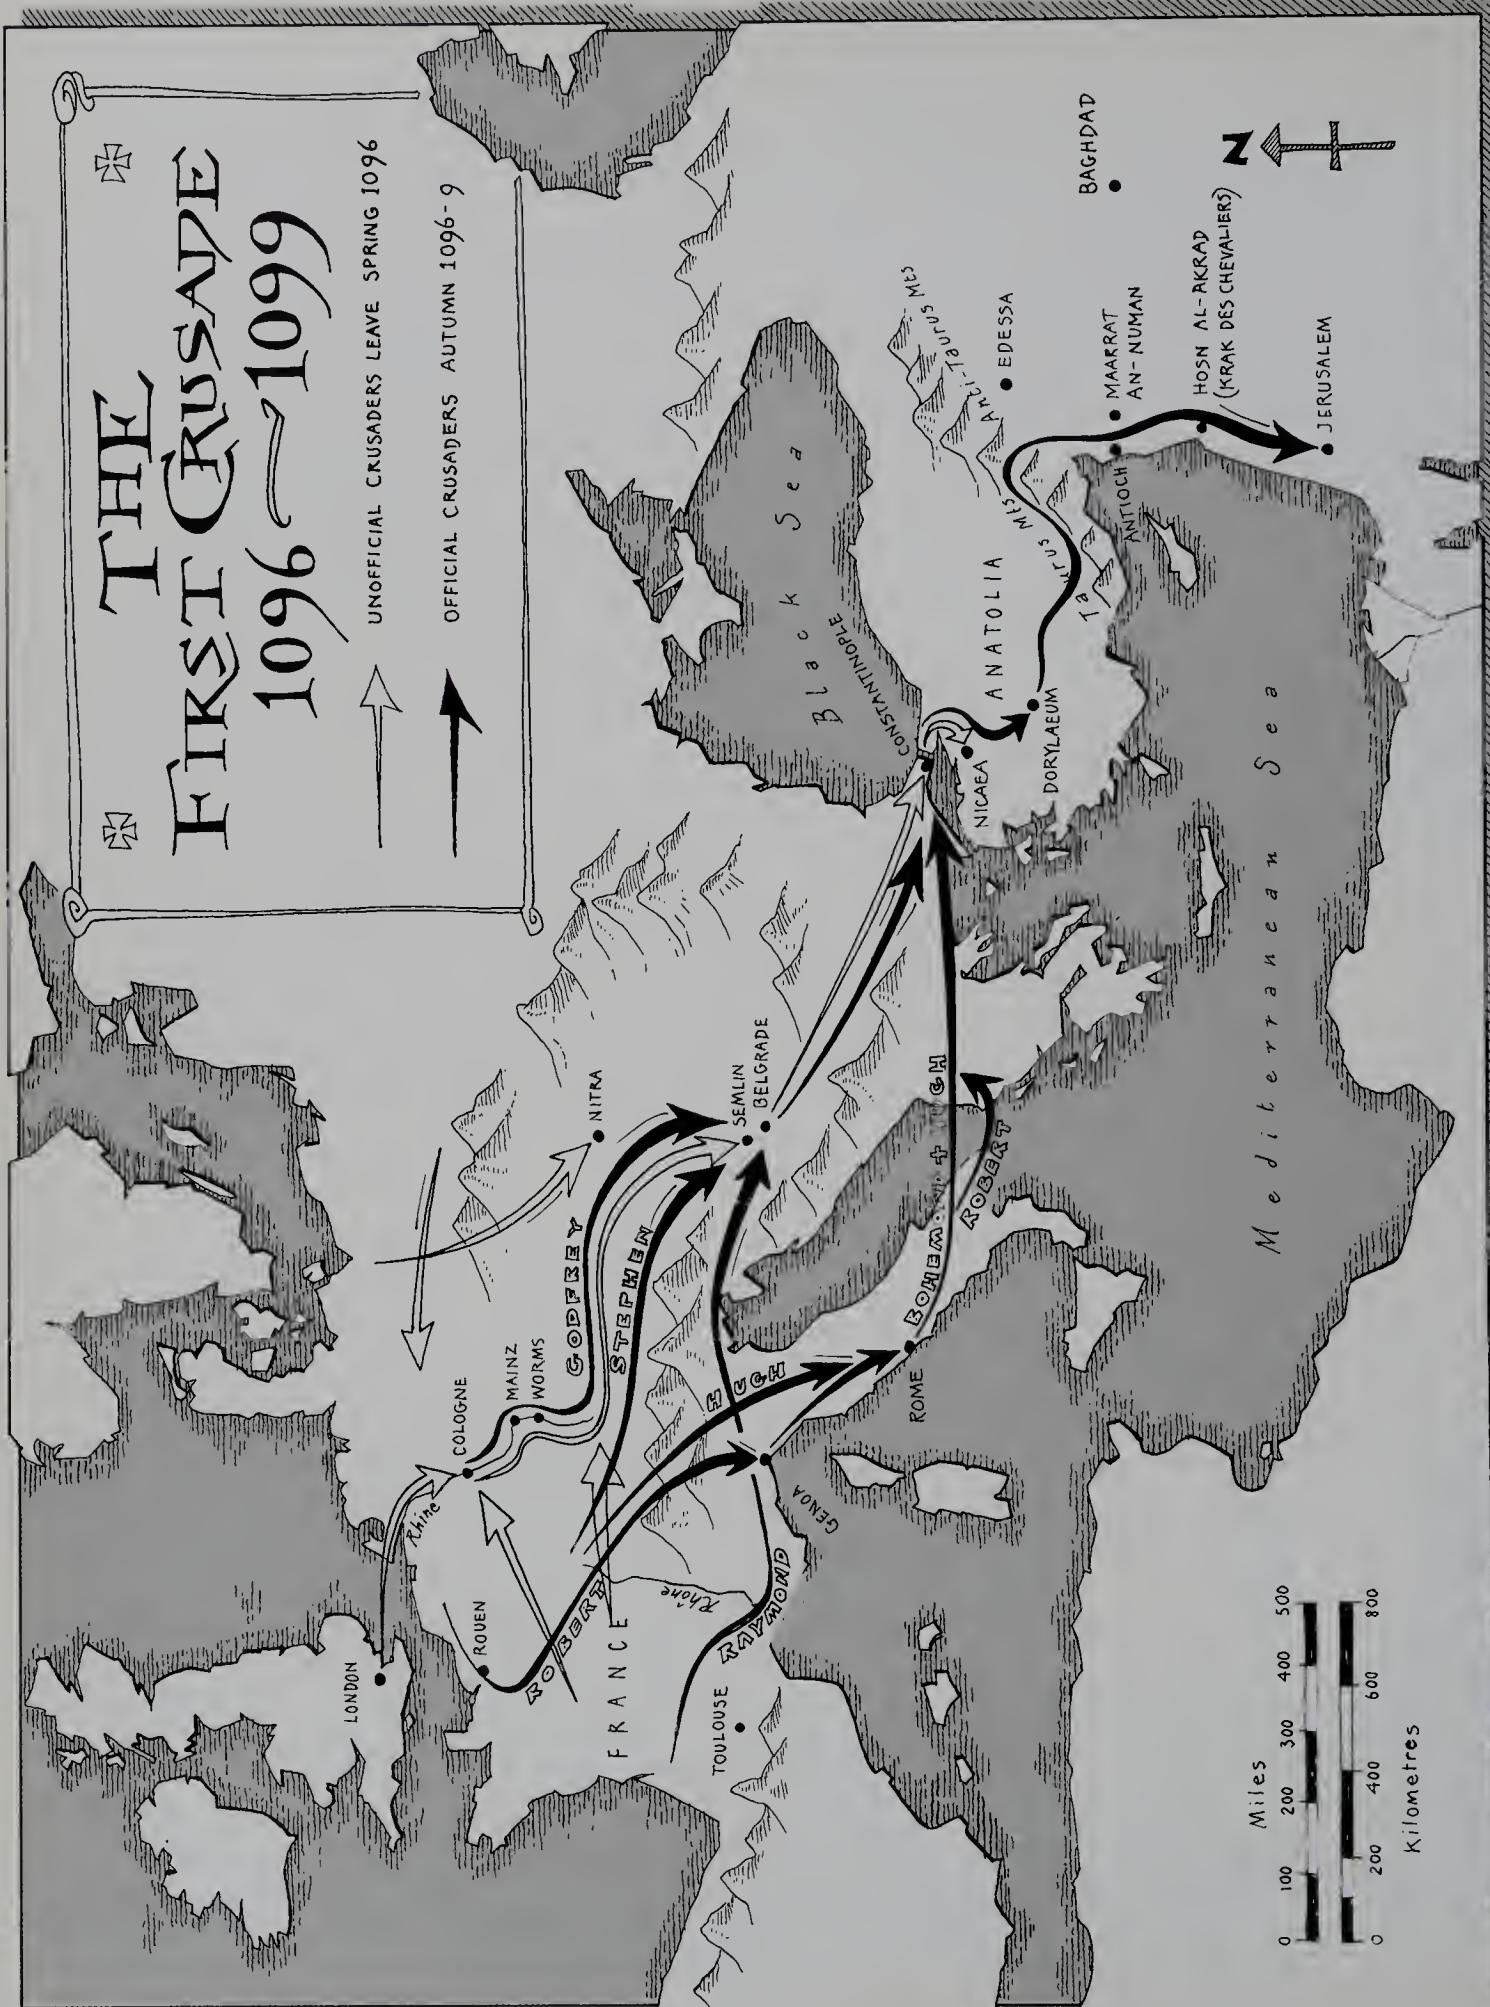 THE
FIRST CRUSADE
1096~1099
UNOFFICIAL CRUSADERS LEAVE SPRING 1096
OFFICIAL CRUSADERS AUTUMN 1096-9
LONDON
Rhine
COLOGNE
MAINZ
WORMS
NITRA
ROUEN
ROBERT
FRANCE
Rhône
GODFREY
STEPHEN
HUGH
SEMLIN
BELGRADE
TOULOUSE
RAYMOND
GENOA
ROME
BOHEM
+
ROBERT
Black Sea
CONSTANTINOPLE
NICAEA
ANATOLIA
DORYLAEUM
Taurus Mts
Anti-Taurus Mts
EDESSA
ANTIOCH
MAARRAT
AN-NUMAN
BAGHDAD
HOSN AL-AKRAD
(KRAK DES CHEVALIERS)
JERUSALEM
N
Mediterranean Sea
Miles
0 100 200 300 400 500
0 200 400 600 800
Kilometres